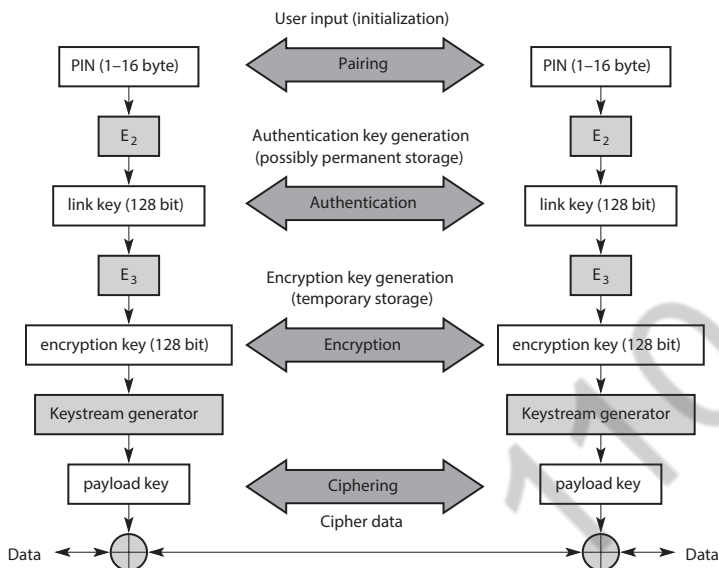 User input (initialization)
PIN (1–16 byte)
Pairing
PIN (1–16 byte)
E2
Authentication key generation
(possibly permanent storage)
E2
link key (128 bit)
Authentication
link key (128 bit)
E3
Encryption key generation
(temporary storage)
E3
encryption key (128 bit)
Encryption
encryption key (128 bit)
Keystream generator
Keystream generator
payload key
Ciphering
payload key
Cipher data
Data
Data
110